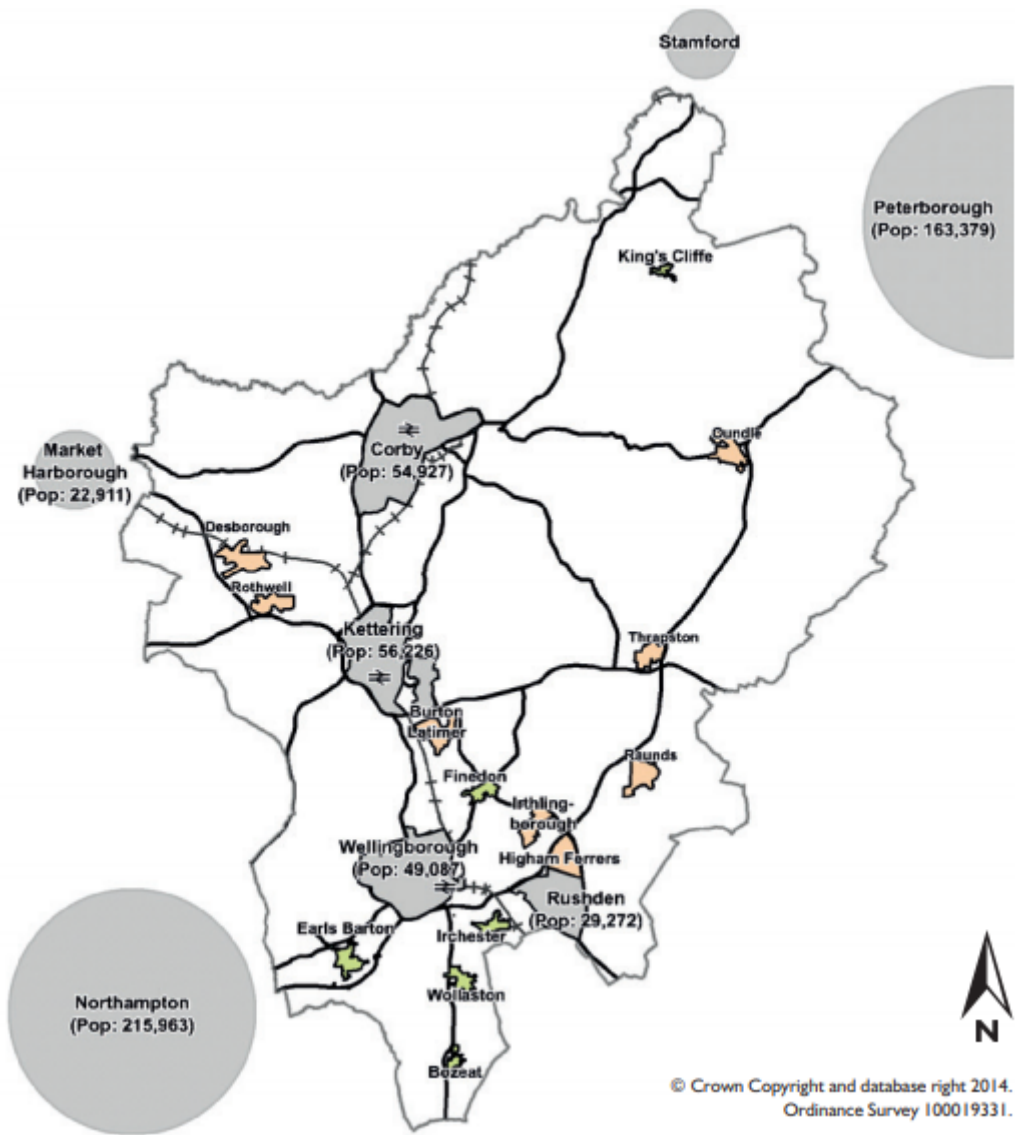 Stamford
Peterborough
(Pop: 163,379)
King's Cliffe
Corby
(Pop: 54,927)
Oundle
Market
Harborough
(Pop: 22,911)
Desborough
Rothwell
Kettering
(Pop: 56,226)
Thrapston
Burton
Latimer
Raunds
Finedon
Irthling-
borough
Wellingborough
(Pop: 49,087)
Higham Ferrers
Rushden
(Pop: 29,272)
Earls Barton
Irchester
Wollaston
Northampton
(Pop: 215,963)
Bozeat
N
© Crown Copyright and database right 2014.
Ordinance Survey 100019331.